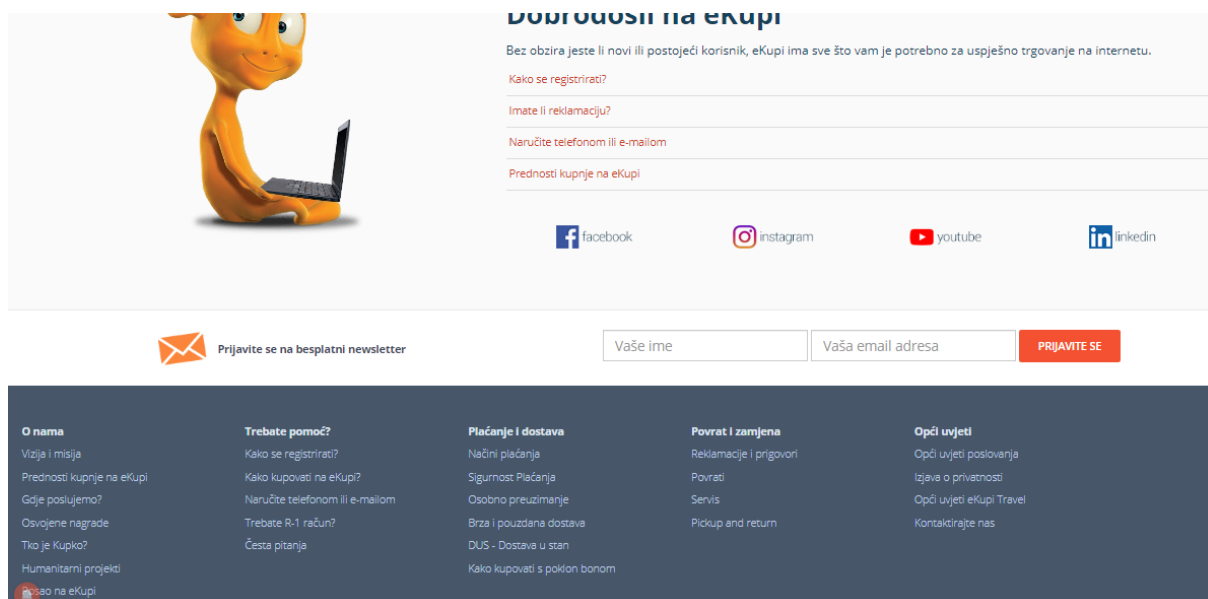 Dobrodošli na eKupi
Bez obzira jeste li novi ili postojeći korisnik, eKupi ima sve što vam je potrebno za uspješno trgovanje na internetu.
Kako se registrirati?
Imate li reklamaciju?
Naručite telefonom ili e-mailom
Prednosti kupnje na eKupi
facebook
instagram
youtube
linkedin
Prijavite se na besplatni newsletter
Vaše ime
Vaša email adresa
PRIJAVITE SE
O nama
Vizija i misija
Prednosti kupnje na eKupi
Gdje poslujemo?
Osvojene nagrade
Tko je Kupko?
Humanitarni projekti
Posao na eKupi
Trebate pomoć?
Kako se registrirati?
Kako kupovati na eKupi?
Naručite telefonom ili e-mailom
Trebate R-1 račun?
Česta pitanja
Plaćanje i dostava
Načini plaćanja
Sigurnost Plaćanja
Osobno preuzimanje
Brza i pouzdana dostava
DUS - Dostava u stan
Kako kupovati s poklon bonom
Povrat i zamjena
Reklamacije i prigovori
Povrati
Servis
Pickup and return
Opći uvjeti
Opći uvjeti poslovanja
Izjava o privatnosti
Opći uvjeti eKupi Travel
Kontaktirajte nas